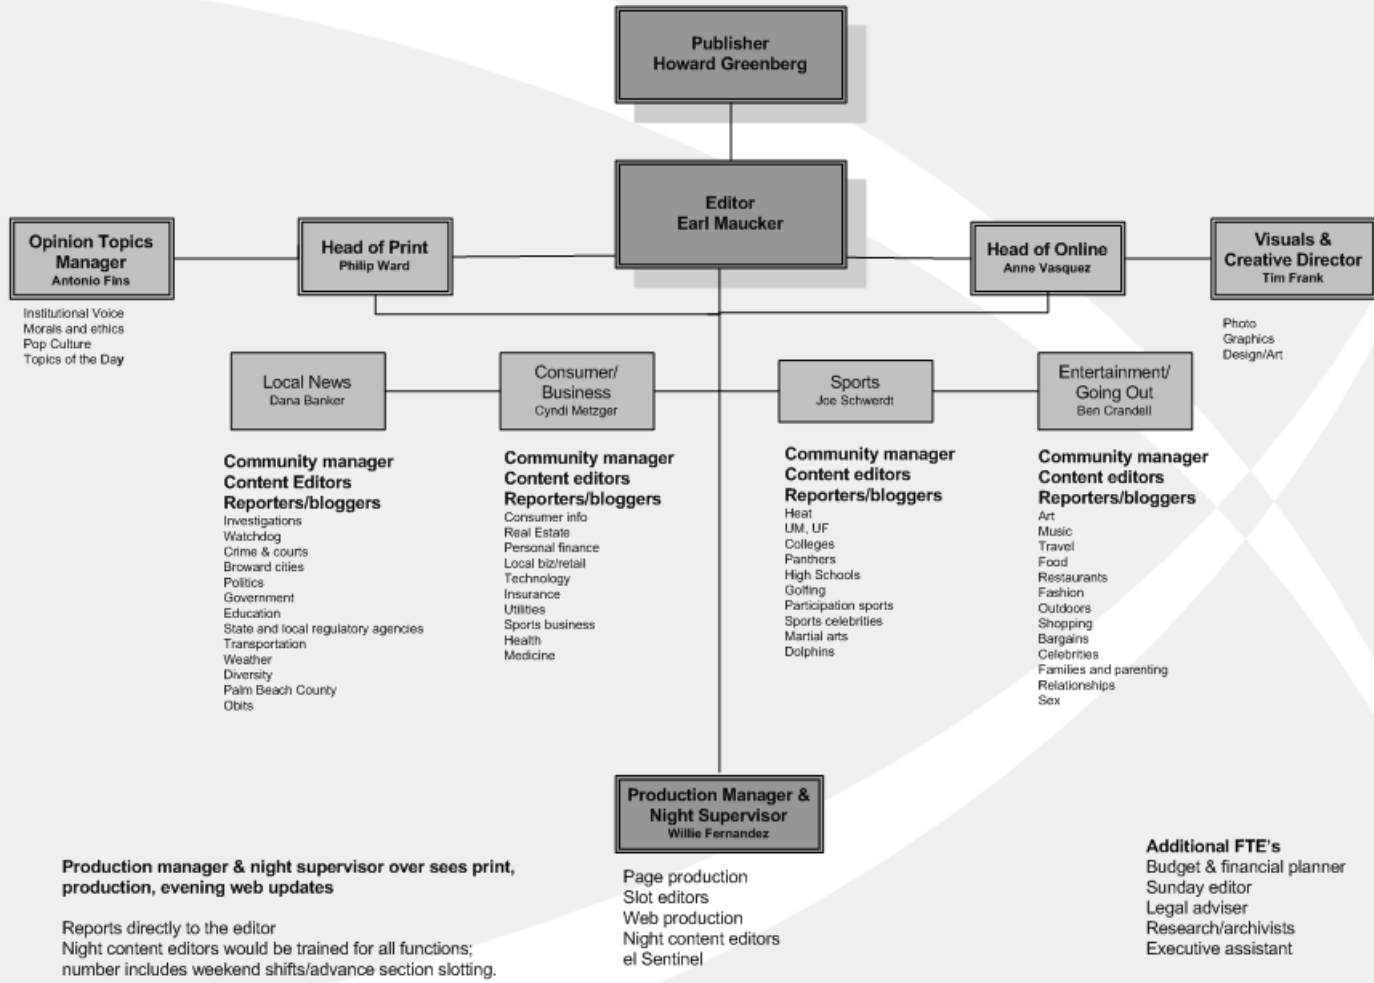 Publisher
Howard Greenberg
Editor
Earl Maucker
Opinion Topics
Manager
Antonio Fins
Institutional Voice
Morals and ethics
Pop Culture
Topics of the Day
Head of Print
Philip Ward
Head of Online
Anne Vasquez
Visuals &
Creative Director
Tim Frank
Photo
Graphics
Design/Art
Local News
Dana Banker
Community manager
Content Editors
Reporters/bloggers
Investigations
Watchdog
Crime & courts
Broward cities
Politics
Government
Education
State and local regulatory agencies
Transportation
Weather
Diversity
Palm Beach County
Obits
Consumer/
Business
Cyndi Metzger
Community manager
Content editors
Reporters/bloggers
Consumer info
Real Estate
Personal finance
Local biz/retail
Technology
Insurance
Utilities
Sports business
Health
Medicine
Sports
Joe Schwerdt
Community manager
Content editors
Reporters/bloggers
Heat
UM, UF
Colleges
Panthers
High Schools
Golfing
Participation sports
Sports celebrities
Martial arts
Dolphins
Entertainment/
Going Out
Ben Crandell
Community manager
Content editors
Reporters/bloggers
Art
Music
Travel
Food
Restaurants
Fashion
Outdoors
Shopping
Bargains
Celebrities
Families and parenting
Relationships
Sex
Production Manager &
Night Supervisor
Willie Fernandez
Page production
Slot editors
Web production
Night content editors
el Sentinel
Production manager & night supervisor over sees print,
production, evening web updates
Reports directly to the editor
Night content editors would be trained for all functions;
number includes weekend shifts/advance section slotting.
Additional FTE's
Budget & financial planner
Sunday editor
Legal adviser
Research/archivists
Executive assistant